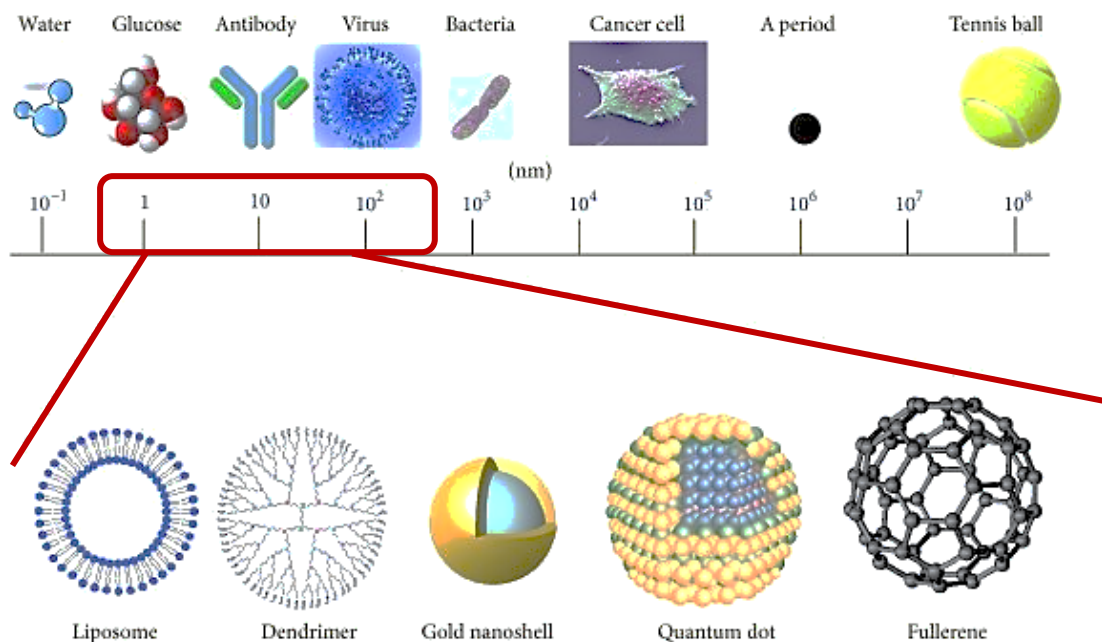 Water Glucose Antibody Virus Bacteria Cancer cell A period Tennis ball
(nm)
10⁻¹ 1 10 10² 10³ 10⁴ 10⁵ 10⁶ 10⁷ 10⁸
Liposome Dendrimer Gold nanoshell Quantum dot Fullerene